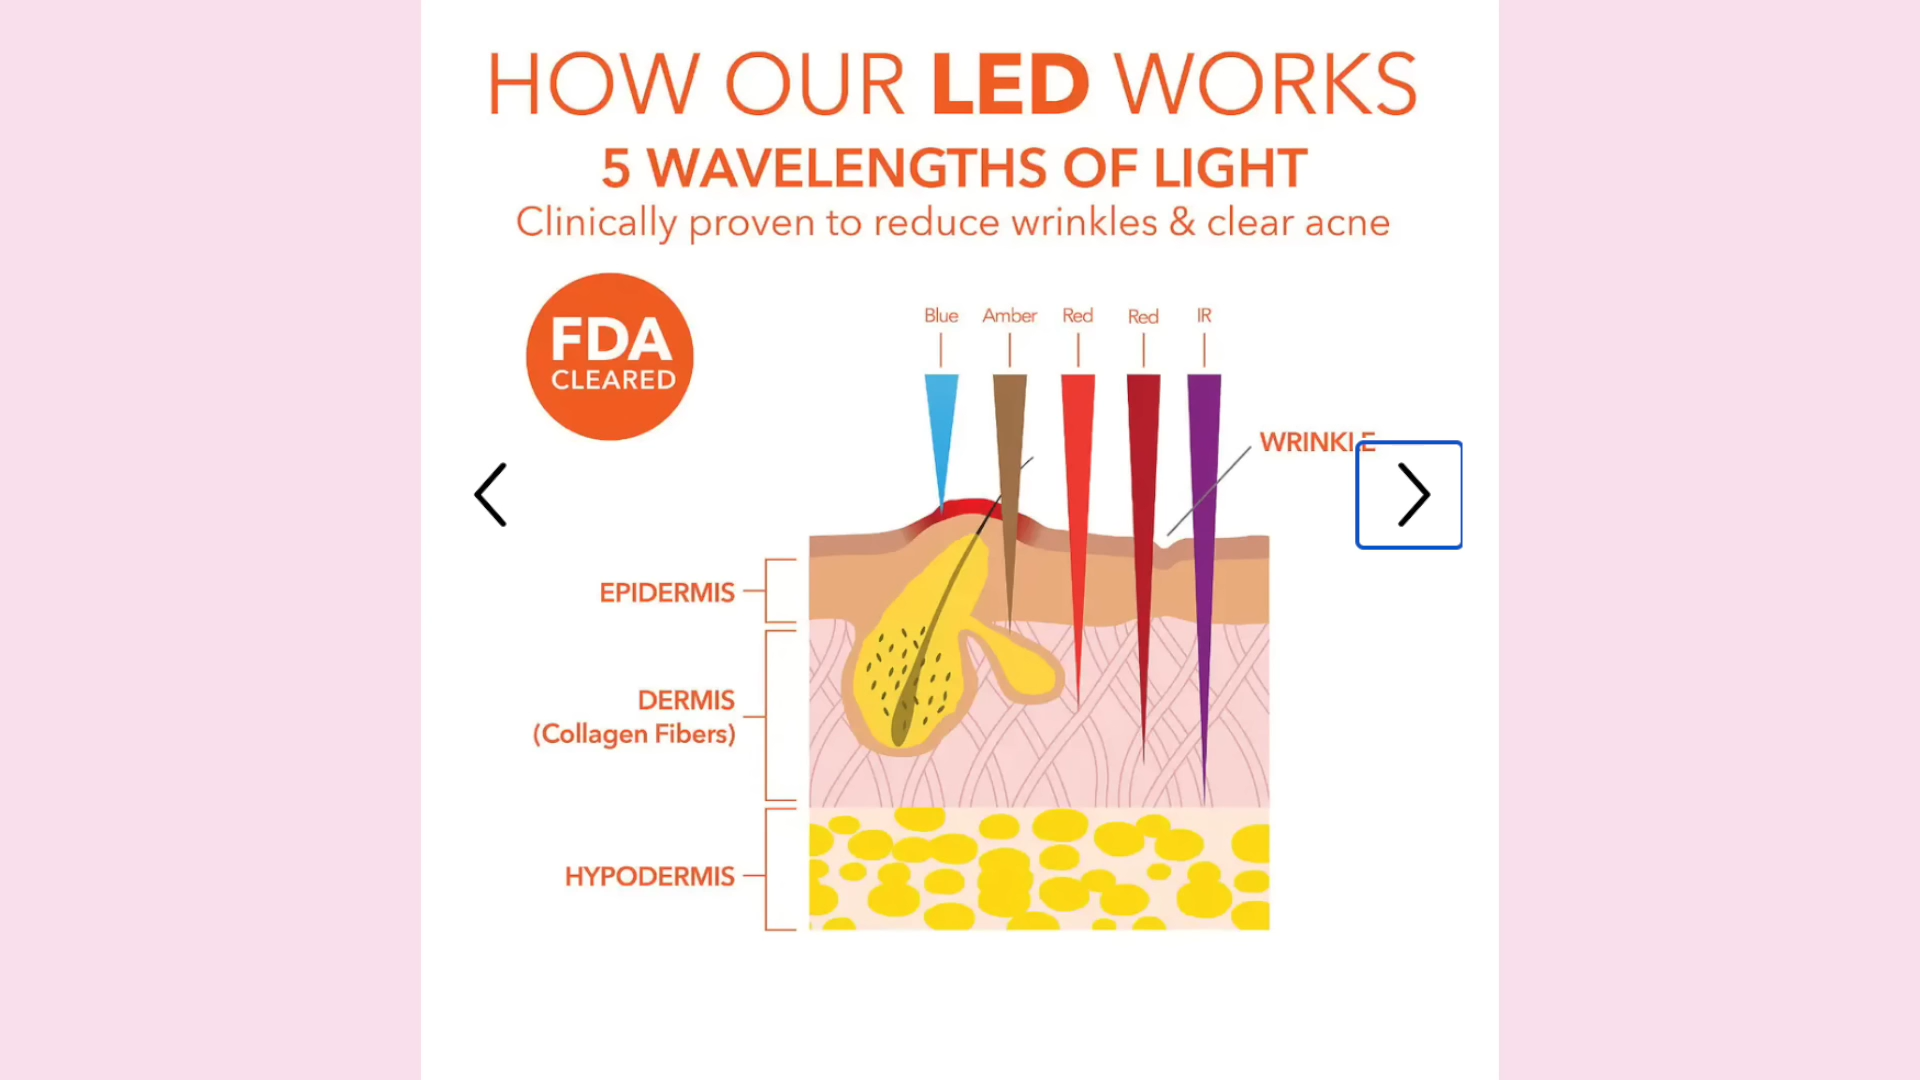 HOW OUR LED WORKS
5 WAVELENGTHS OF LIGHT
Clinically proven to reduce wrinkles & clear acne
FDA
CLEARED
Blue Amber Red Red IR
WRINKLE
EPIDERMIS
DERMIS
(Collagen Fibers)
HYPODERMIS